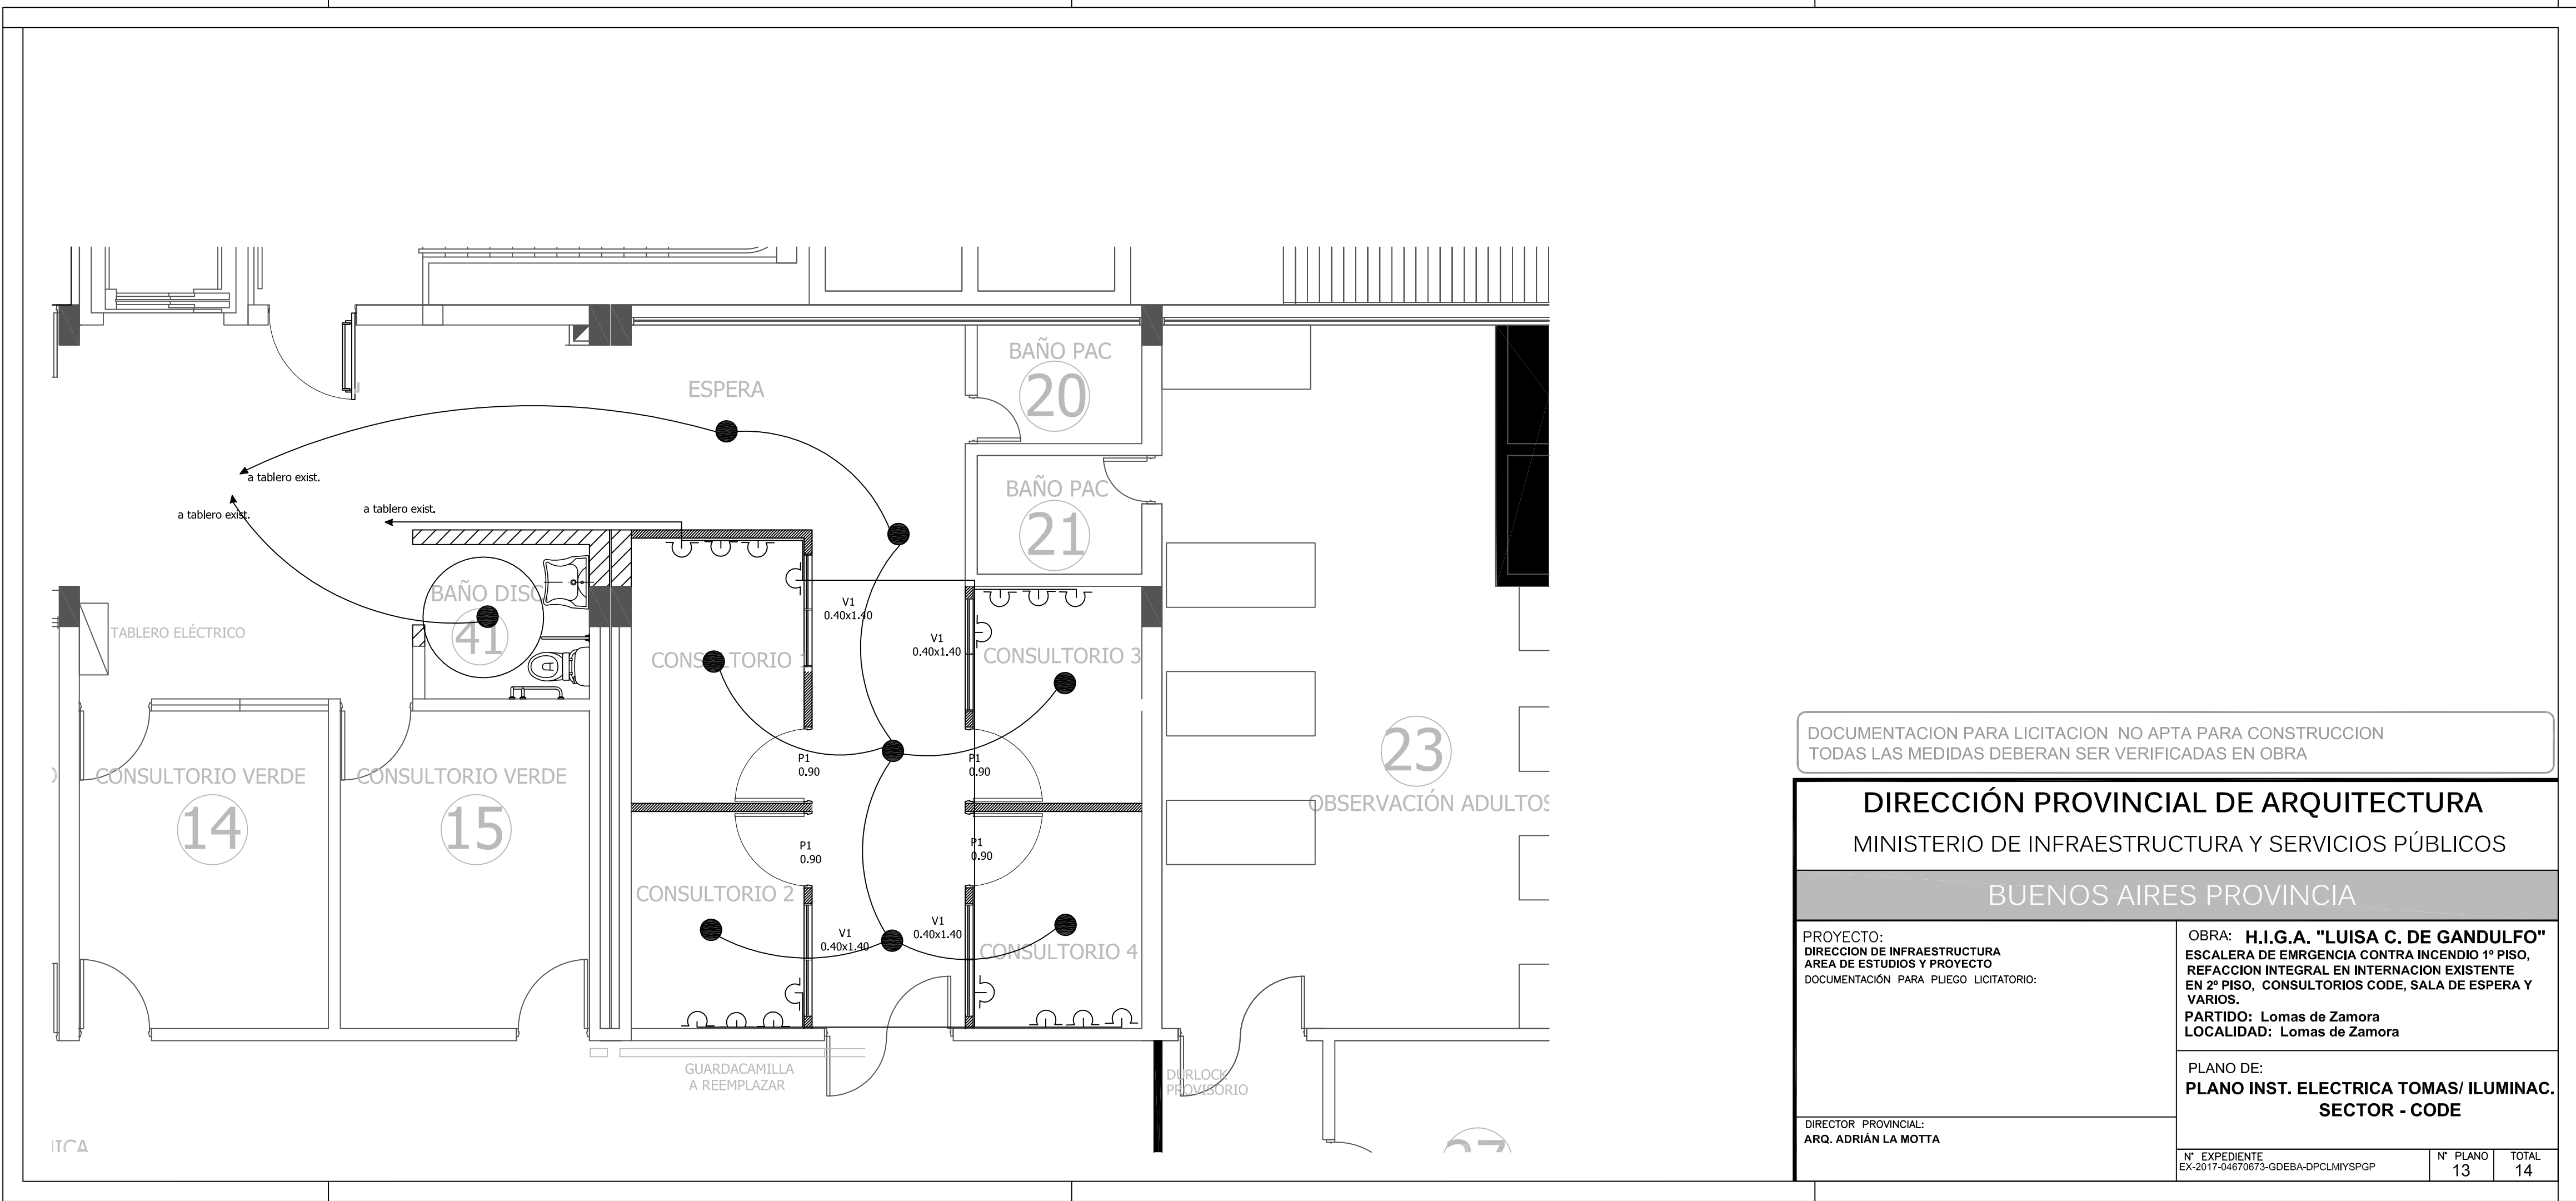 BAÑO PAC
20
ESPERA
a tablero exist.
a tablero exist.
a tablero exist.
BAÑO PAC
21
BAÑO DISC
41
TABLERO ELÉCTRICO
V1
0.40x1.40
V1
0.40x1.40
CONSULTORIO 1
CONSULTORIO 3
P1
0.90
P1
0.90
CONSULTORIO VERDE
14
CONSULTORIO VERDE
15
23
OBSERVACIÓN ADULTOS
P1
0.90
P1
0.90
CONSULTORIO 2
V1
0.40x1.40
V1
0.40x1.40
CONSULTORIO 4
GUARDACAMILLA
A REEMPLAZAR
DURLOCK
PROVISORIO
27
DOCUMENTACION PARA LICITACION NO APTA PARA CONSTRUCCION
TODAS LAS MEDIDAS DEBERAN SER VERIFICADAS EN OBRA
DIRECCIÓN PROVINCIAL DE ARQUITECTURA
MINISTERIO DE INFRAESTRUCTURA Y SERVICIOS PÚBLICOS
BUENOS AIRES PROVINCIA
PROYECTO:
DIRECCION DE INFRAESTRUCTURA
AREA DE ESTUDIOS Y PROYECTO
DOCUMENTACIÓN PARA PLIEGO LICITATORIO:
DIRECTOR PROVINCIAL:
ARQ. ADRIÁN LA MOTTA
OBRA: H.I.G.A. "LUISA C. DE GANDULFO"
ESCALERA DE EMRGENCIA CONTRA INCENDIO 1º PISO,
REFACCION INTEGRAL EN INTERNACION EXISTENTE
EN 2º PISO, CONSULTORIOS CODE, SALA DE ESPERA Y
VARIOS.
PARTIDO: Lomas de Zamora
LOCALIDAD: Lomas de Zamora
PLANO DE:
PLANO INST. ELECTRICA TOMAS/ ILUMINAC.
SECTOR - CODE
N° EXPEDIENTE
EX-2017-04670673-GDEBA-DPCLMIYSPGP
N° PLANO
13
TOTAL
14